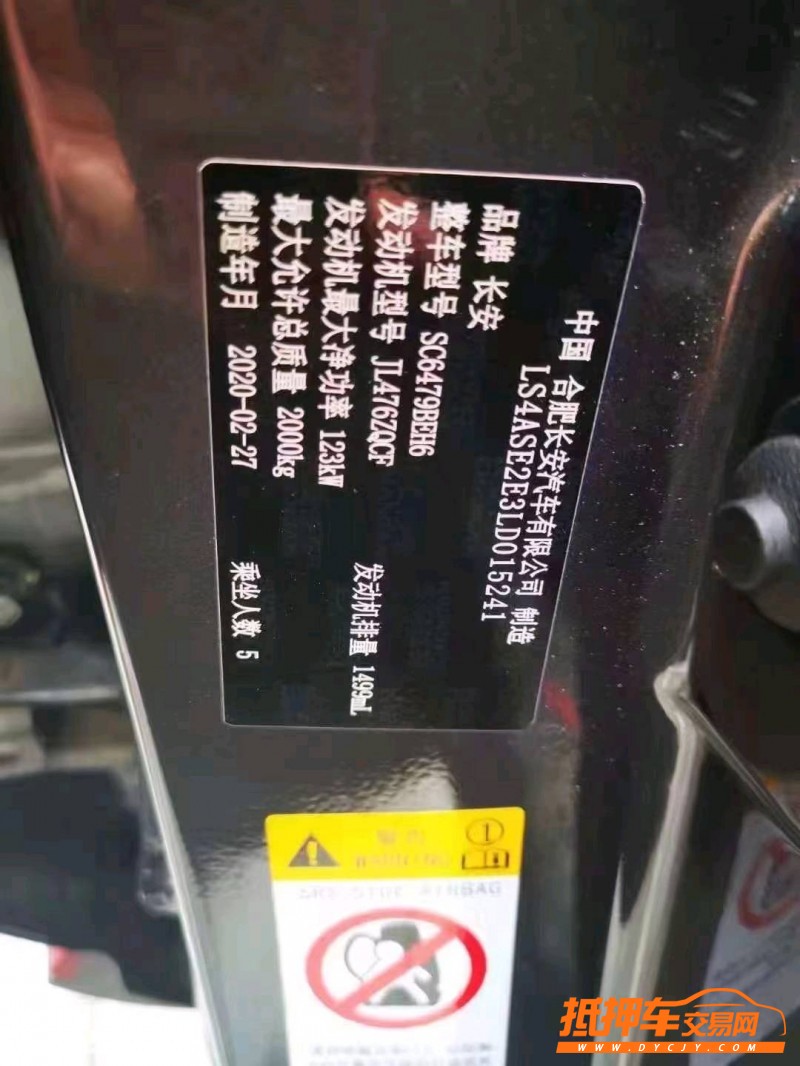 中国 合肥长安汽车有限公司 制造
LS4ASE2E3LD015241
品牌 长安
整车型号 SC6479BEH6
发动机型号 JL476ZQCF 发动机排量 1499mL
发动机最大净功率 123kW
最大允许总质量 2000kg
制造年月 2020-02-27 乘坐人数 5
AIRBAG
抵押车交易网
WWW.DYCJY.COM